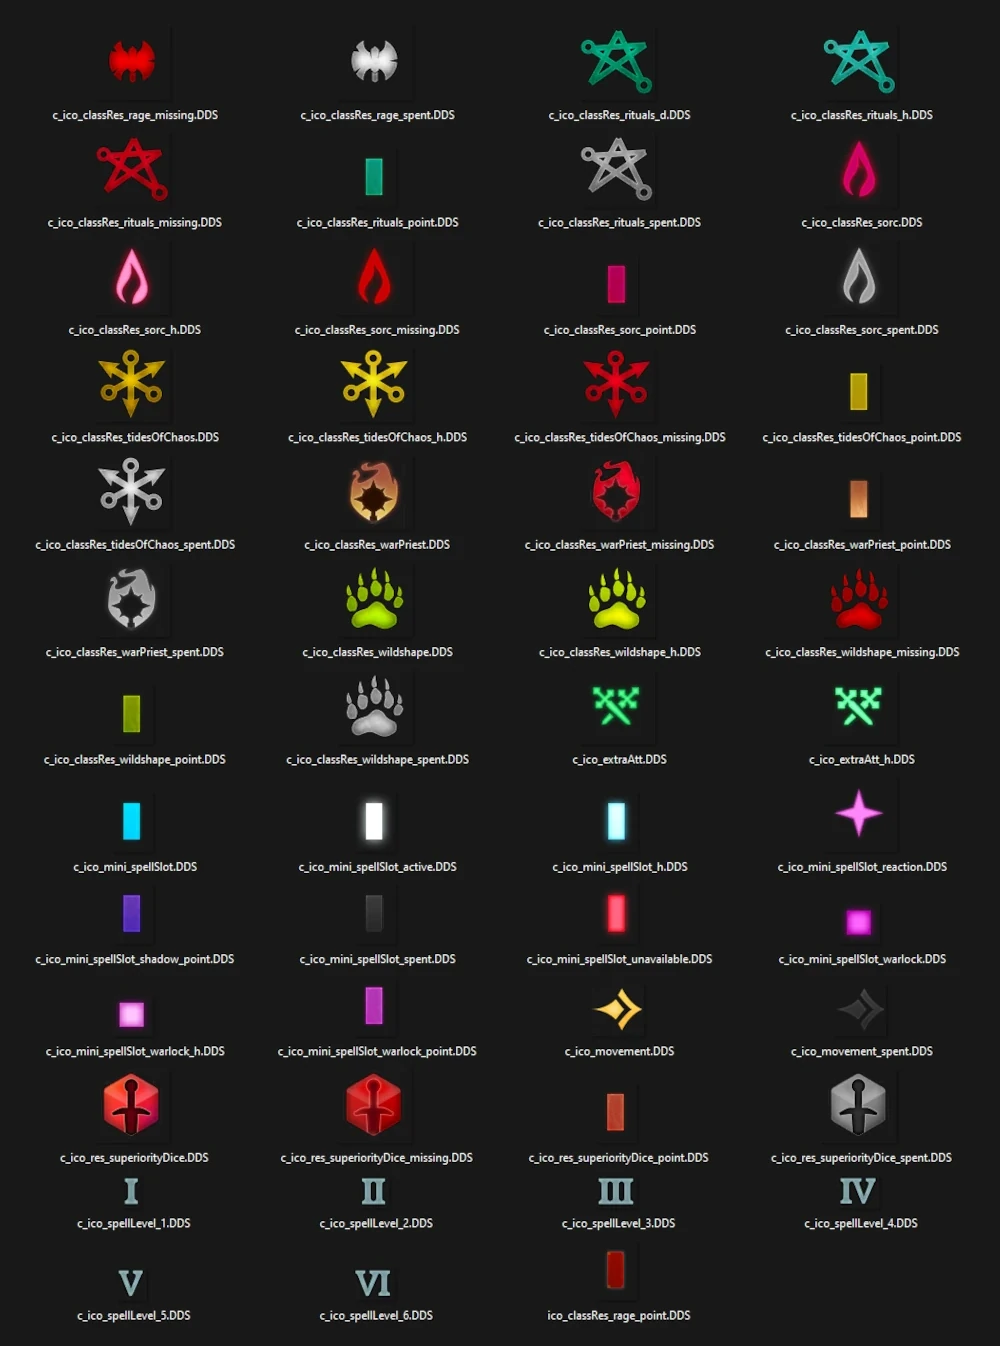 c_ico_classRes_rage_missing.DDS
c_ico_classRes_rage_spent.DDS
c_ico_classRes_rituals_d.DDS
c_ico_classRes_rituals_h.DDS
c_ico_classRes_rituals_missing.DDS
c_ico_classRes_rituals_point.DDS
c_ico_classRes_rituals_spent.DDS
c_ico_classRes_sorc.DDS
c_ico_classRes_sorc_h.DDS
c_ico_classRes_sorc_missing.DDS
c_ico_classRes_sorc_point.DDS
c_ico_classRes_sorc_spent.DDS
c_ico_classRes_tidesOfChaos.DDS
c_ico_classRes_tidesOfChaos_h.DDS
c_ico_classRes_tidesOfChaos_missing.DDS
c_ico_classRes_tidesOfChaos_point.DDS
c_ico_classRes_tidesOfChaos_spent.DDS
c_ico_classRes_warPriest.DDS
c_ico_classRes_warPriest_missing.DDS
c_ico_classRes_warPriest_point.DDS
c_ico_classRes_warPriest_spent.DDS
c_ico_classRes_wildshape.DDS
c_ico_classRes_wildshape_h.DDS
c_ico_classRes_wildshape_missing.DDS
c_ico_classRes_wildshape_point.DDS
c_ico_classRes_wildshape_spent.DDS
c_ico_extraAtt.DDS
c_ico_extraAtt_h.DDS
c_ico_mini_spellSlot.DDS
c_ico_mini_spellSlot_active.DDS
c_ico_mini_spellSlot_h.DDS
c_ico_mini_spellSlot_reaction.DDS
c_ico_mini_spellSlot_shadow_point.DDS
c_ico_mini_spellSlot_spent.DDS
c_ico_mini_spellSlot_unavailable.DDS
c_ico_mini_spellSlot_warlock.DDS
c_ico_mini_spellSlot_warlock_h.DDS
c_ico_mini_spellSlot_warlock_point.DDS
c_ico_movement.DDS
c_ico_movement_spent.DDS
c_ico_res_superiorityDice.DDS
c_ico_res_superiorityDice_missing.DDS
c_ico_res_superiorityDice_point.DDS
c_ico_res_superiorityDice_spent.DDS
I
II
III
IV
c_ico_spellLevel_1.DDS
c_ico_spellLevel_2.DDS
c_ico_spellLevel_3.DDS
c_ico_spellLevel_4.DDS
V
VI
c_ico_spellLevel_5.DDS
c_ico_spellLevel_6.DDS
ico_classRes_rage_point.DDS